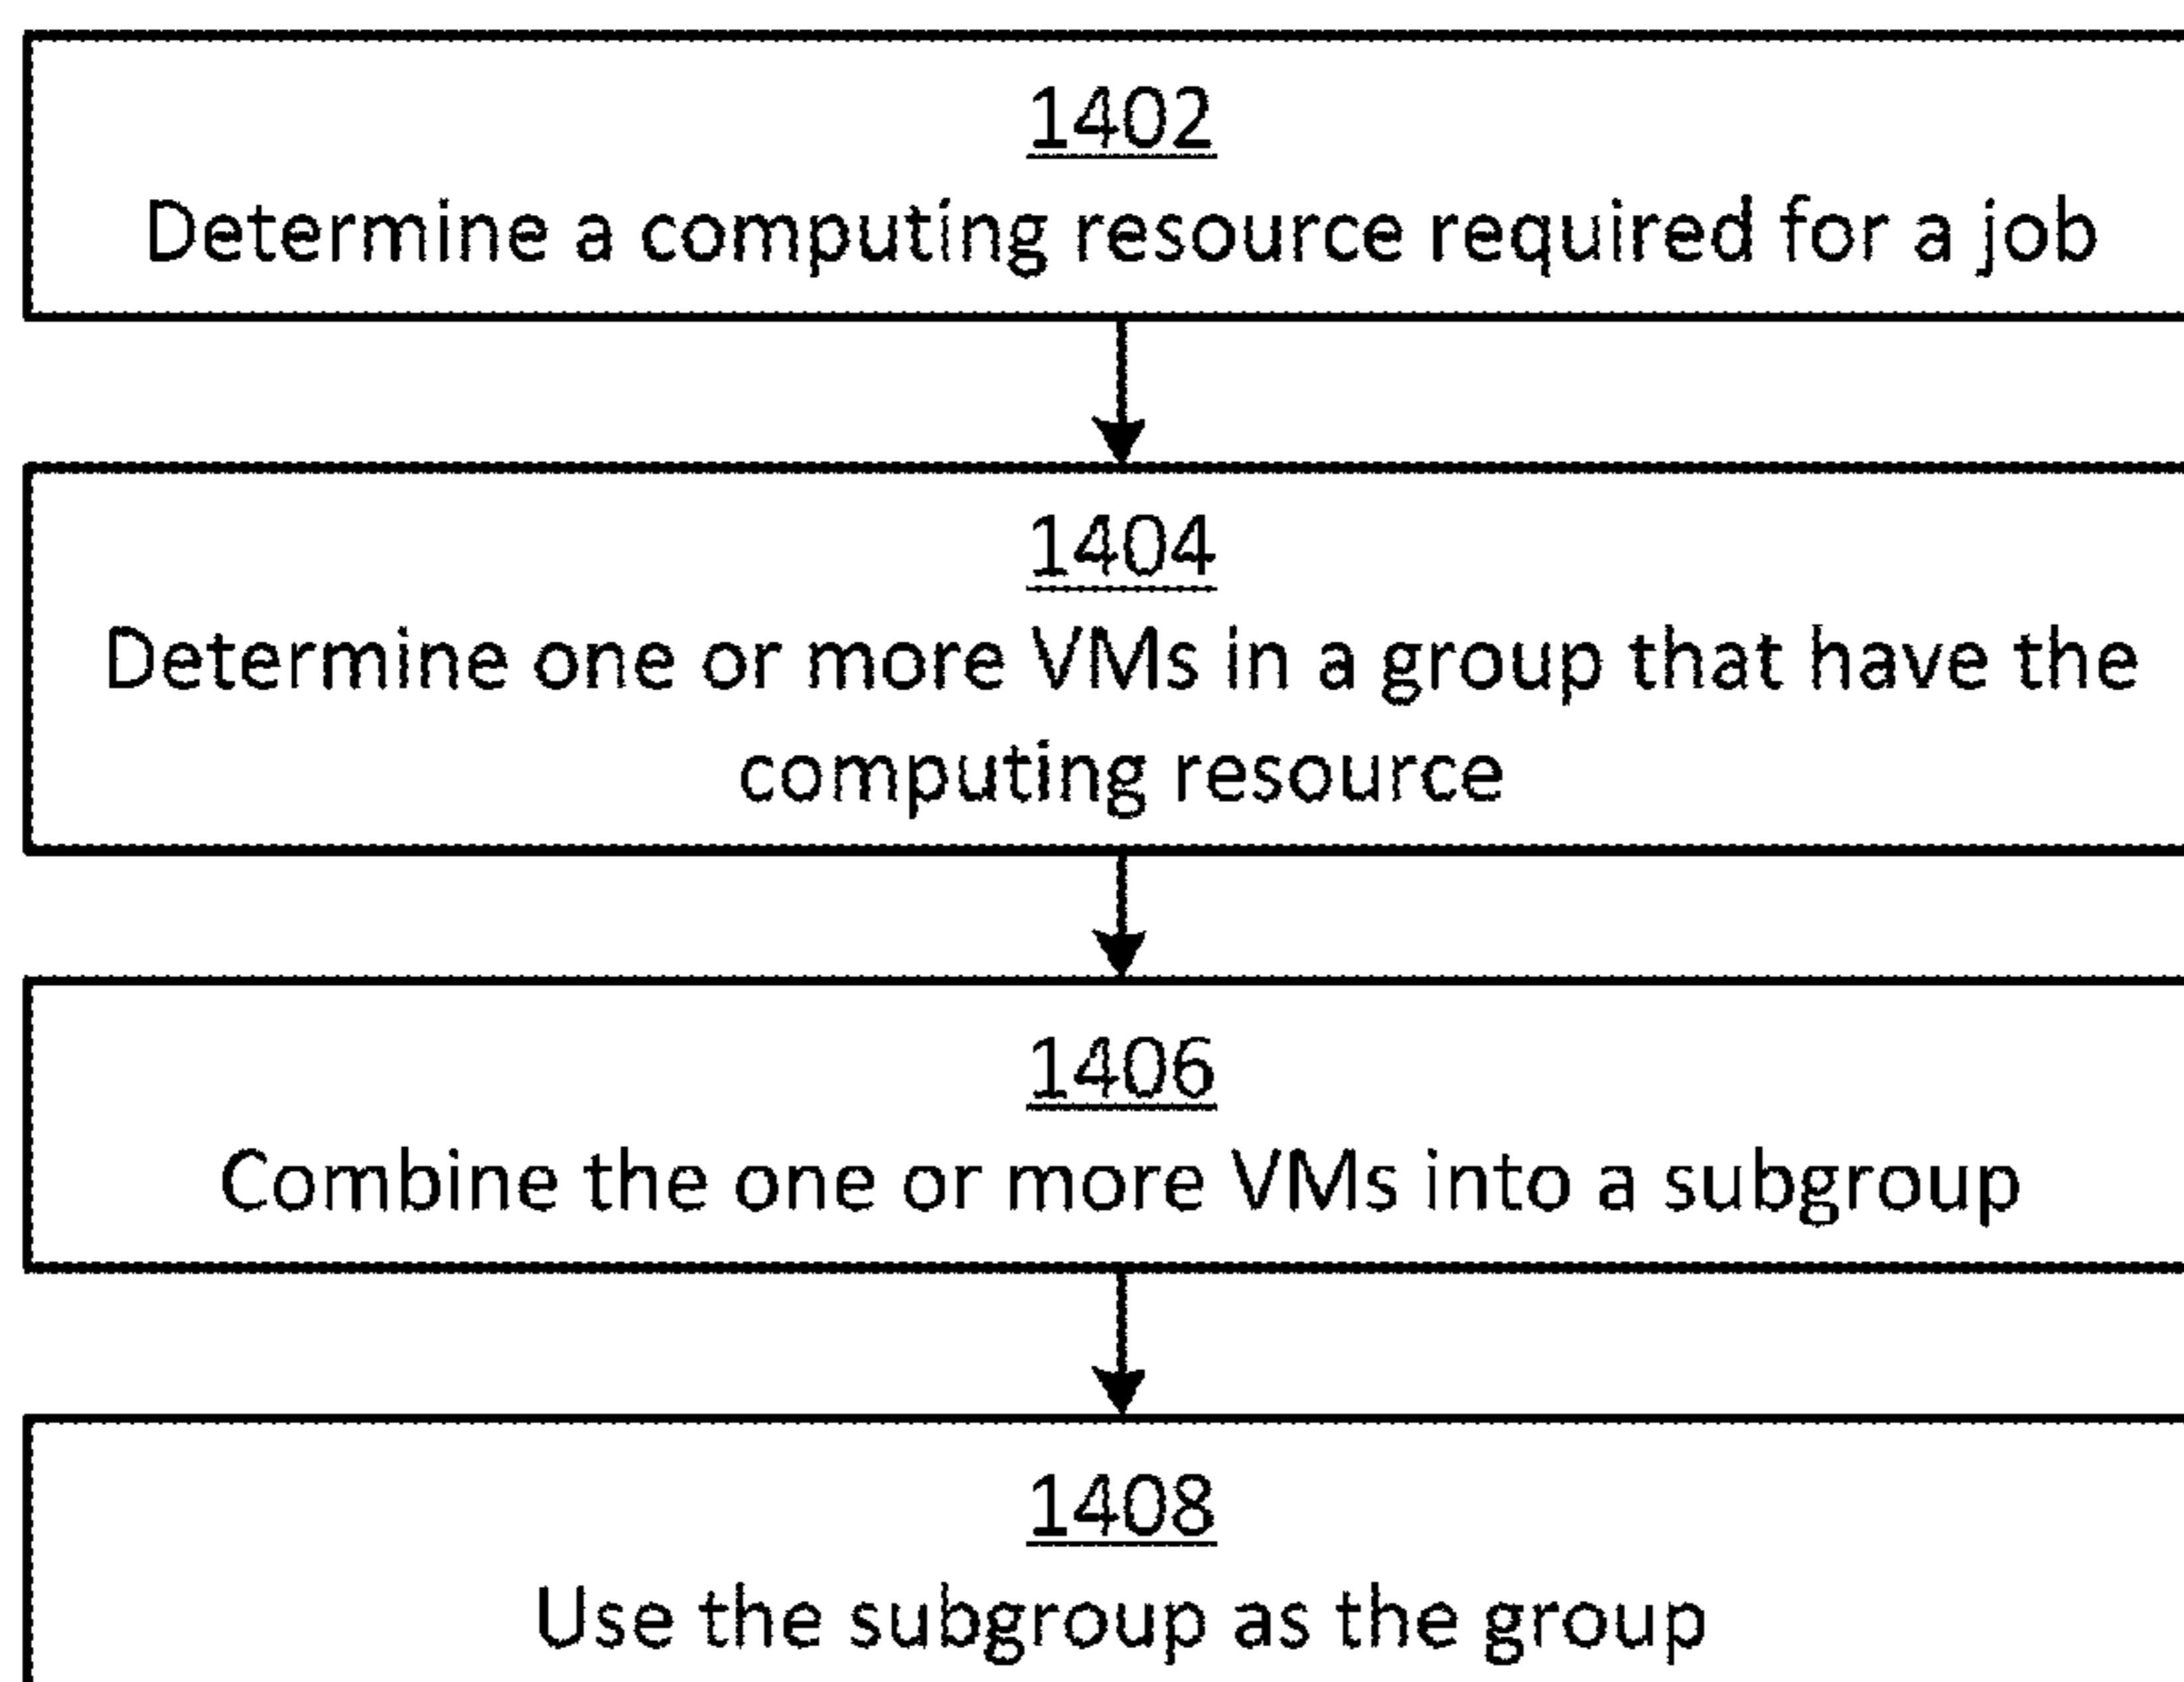 1402
Determine a computing resource required for a job
1404
Determine one or more VMs in a group that have the
computing resource
1406
Combine the one or more VMs into a subgroup
1408
Use the subgroup as the group